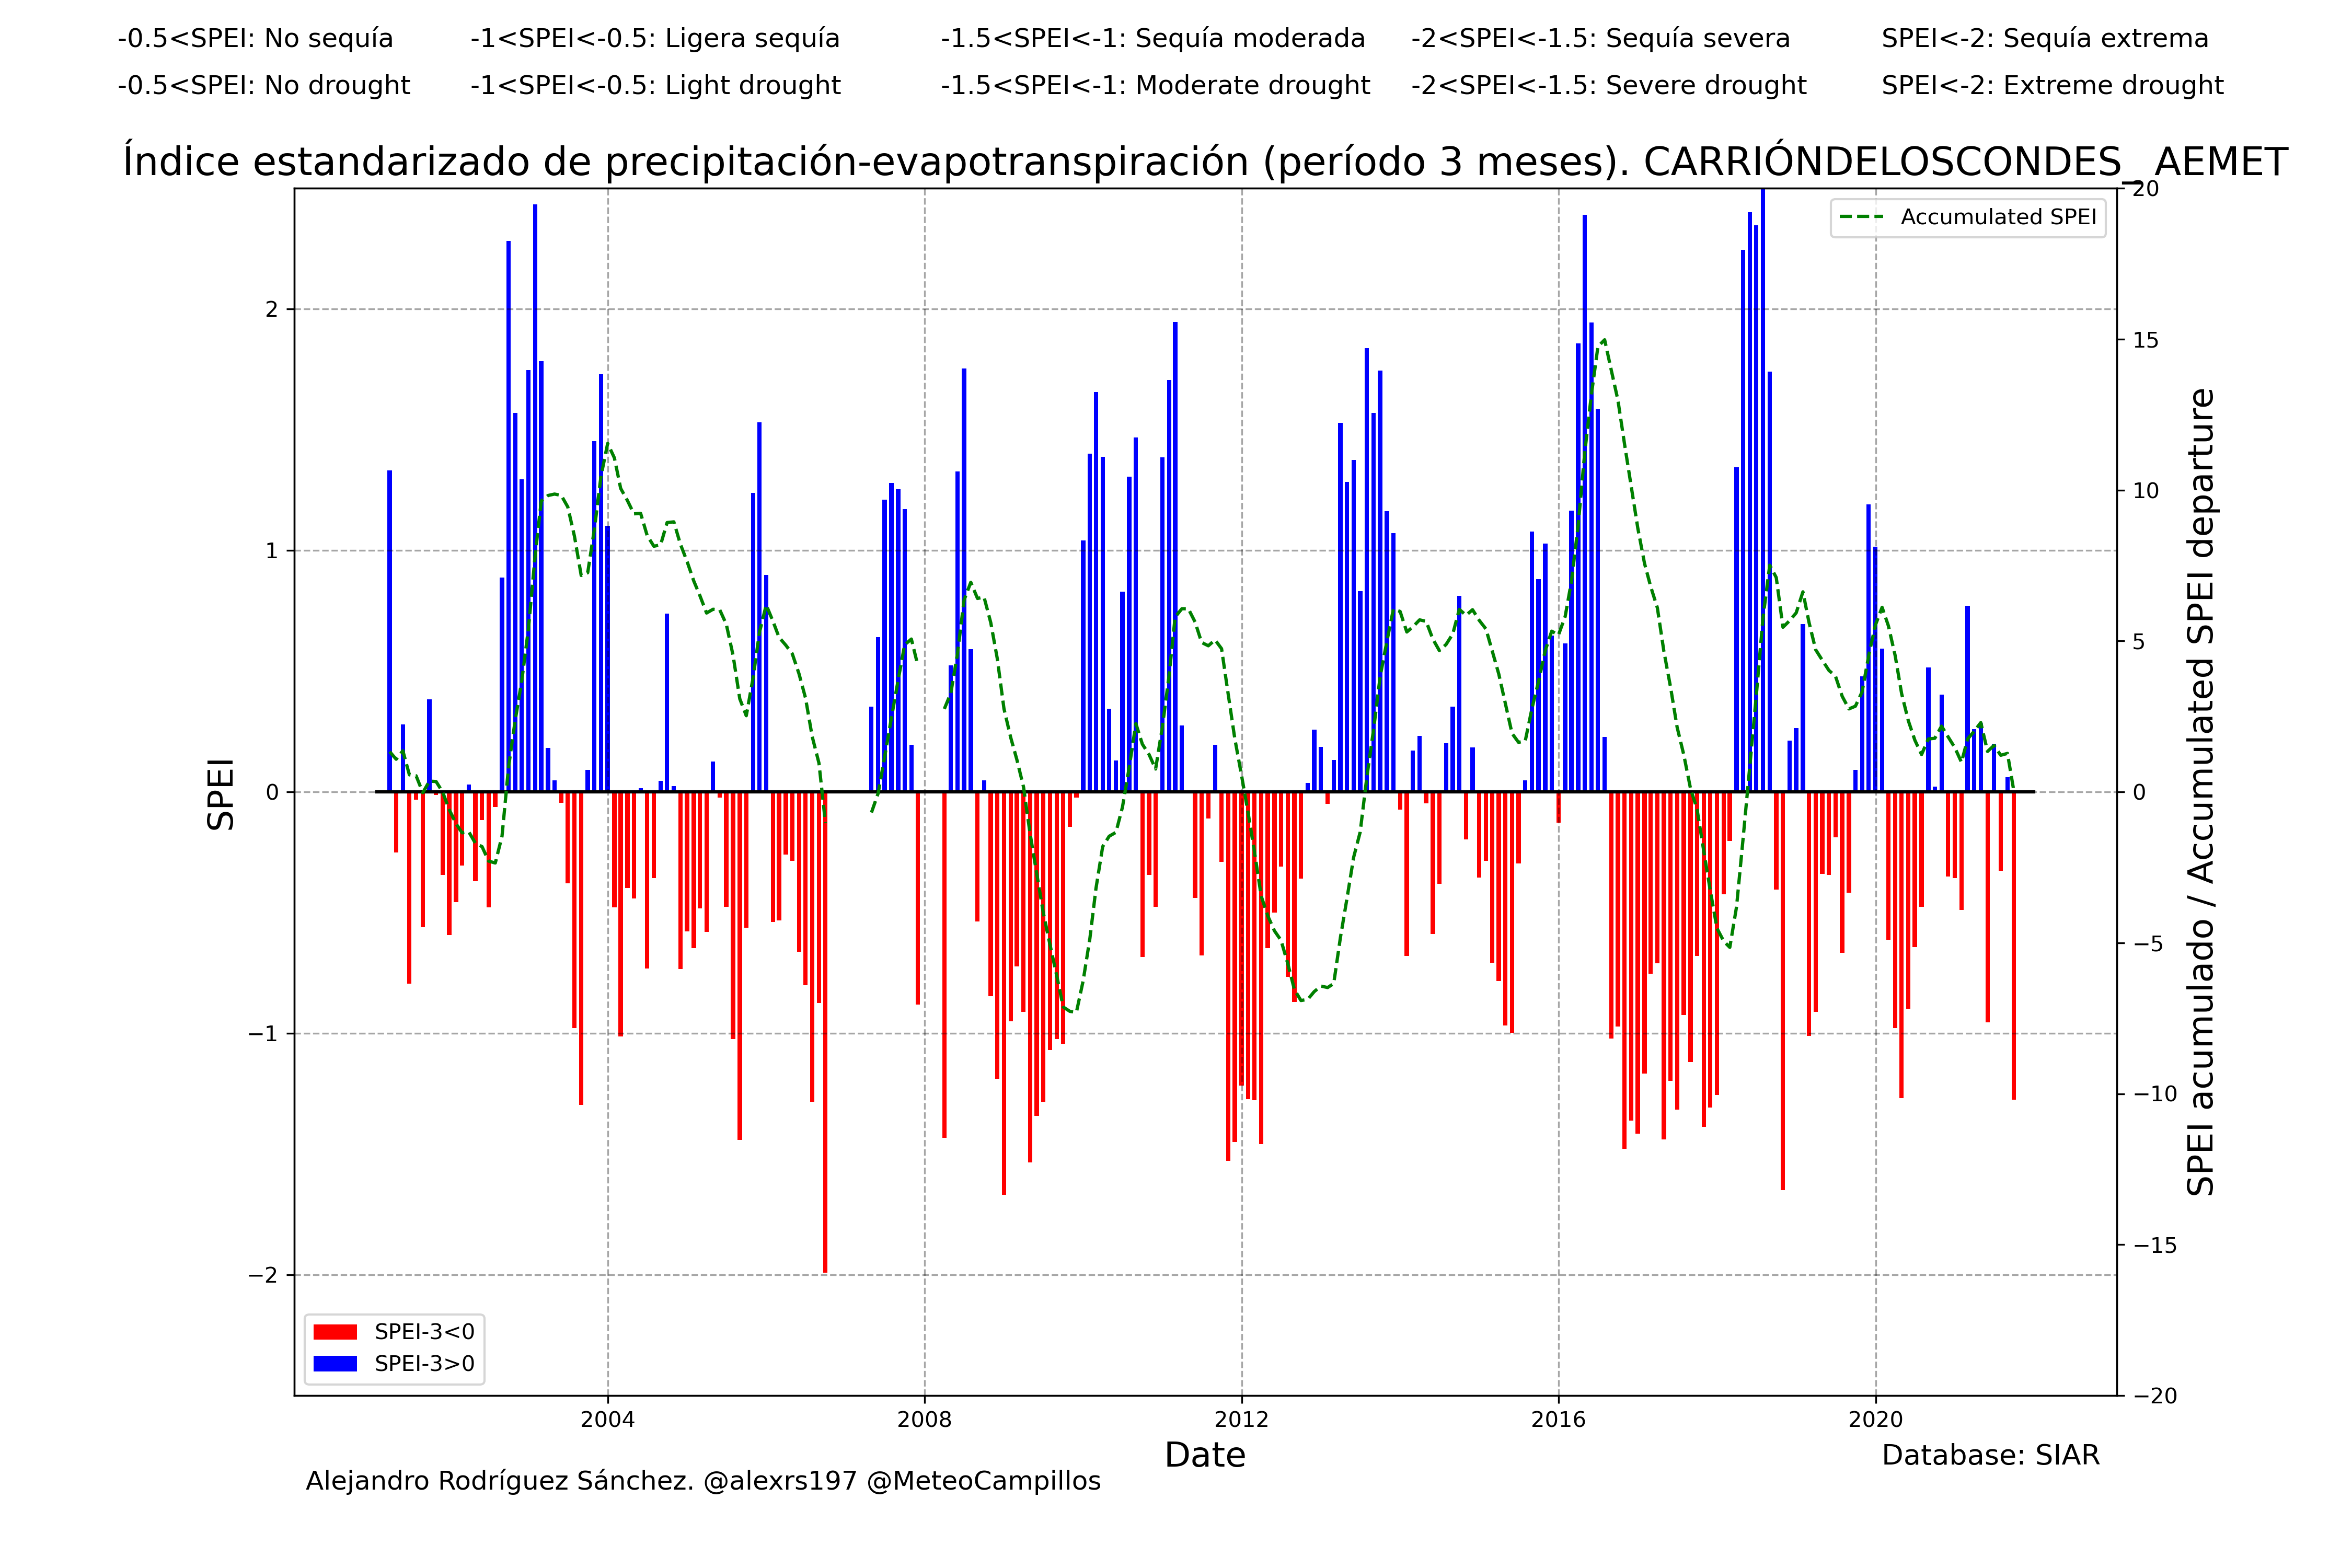 -0.5<SPEI: No sequía -1<SPEI<-0.5: Ligera sequía -1.5<SPEI<-1: Sequía moderada -2<SPEI<-1.5: Sequía severa SPEI<-2: Sequía extrema
-0.5<SPEI: No drought -1<SPEI<-0.5: Light drought -1.5<SPEI<-1: Moderate drought -2<SPEI<-1.5: Severe drought SPEI<-2: Extreme drought
Índice estandarizado de precipitación-evapotranspiración (período 3 meses). CARRIÓNDELOSCONDES_ AEMET
Accumulated SPEI
SPEI
2
1
0
−1
−2
20
15
10
5
0
−5
−10
−15
−20
SPEI acumulado / Accumulated SPEI departure
SPEI-3<0
SPEI-3>0
2004 2008 2012 2016 2020
Date
Database: SIAR
Alejandro Rodríguez Sánchez. @alexrs197 @MeteoCampillos